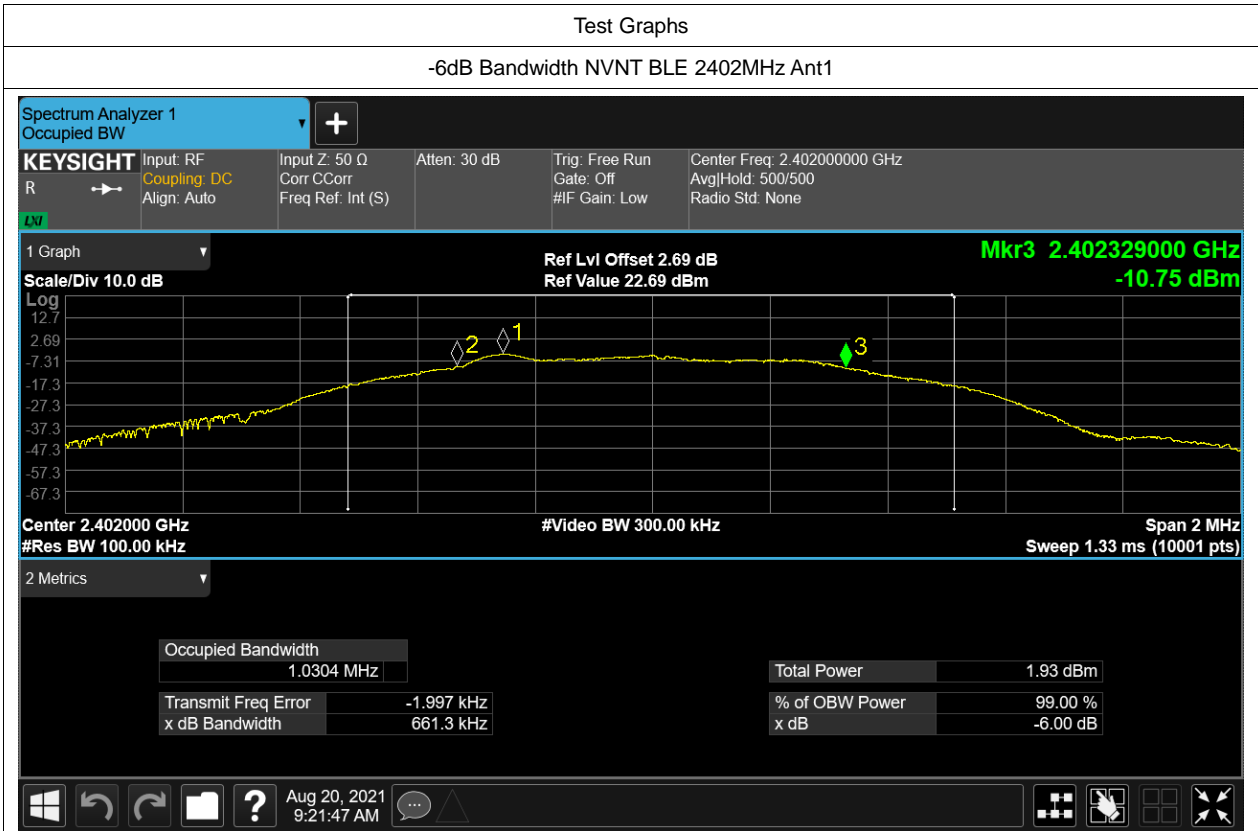 Test Graphs
-6dB Bandwidth NVNT BLE 2402MHz Ant1
Spectrum Analyzer 1
Occupied BW
KEYSIGHT
R
LXI
Input: RF
Coupling: DC
Align: Auto
Input Z: 50 Ω
Corr CCorr
Freq Ref: Int (S)
Atten: 30 dB
Trig: Free Run
Gate: Off
#IF Gain: Low
Center Freq: 2.402000000 GHz
Avg|Hold: 500/500
Radio Std: None
1 Graph
Scale/Div 10.0 dB
Ref Lvl Offset 2.69 dB
Ref Value 22.69 dBm
Mkr3 2.402329000 GHz
-10.75 dBm
Log
12.7
2.69
-7.31
-17.3
-27.3
-37.3
-47.3
-57.3
-67.3
2
1
3
Center 2.402000 GHz
#Res BW 100.00 kHz
#Video BW 300.00 kHz
Span 2 MHz
Sweep 1.33 ms (10001 pts)
2 Metrics
Occupied Bandwidth
1.0304 MHz
Total Power 1.93 dBm
Transmit Freq Error -1.997 kHz
% of OBW Power 99.00 %
x dB Bandwidth 661.3 kHz
x dB -6.00 dB
?
Aug 20, 2021
9:21:47 AM